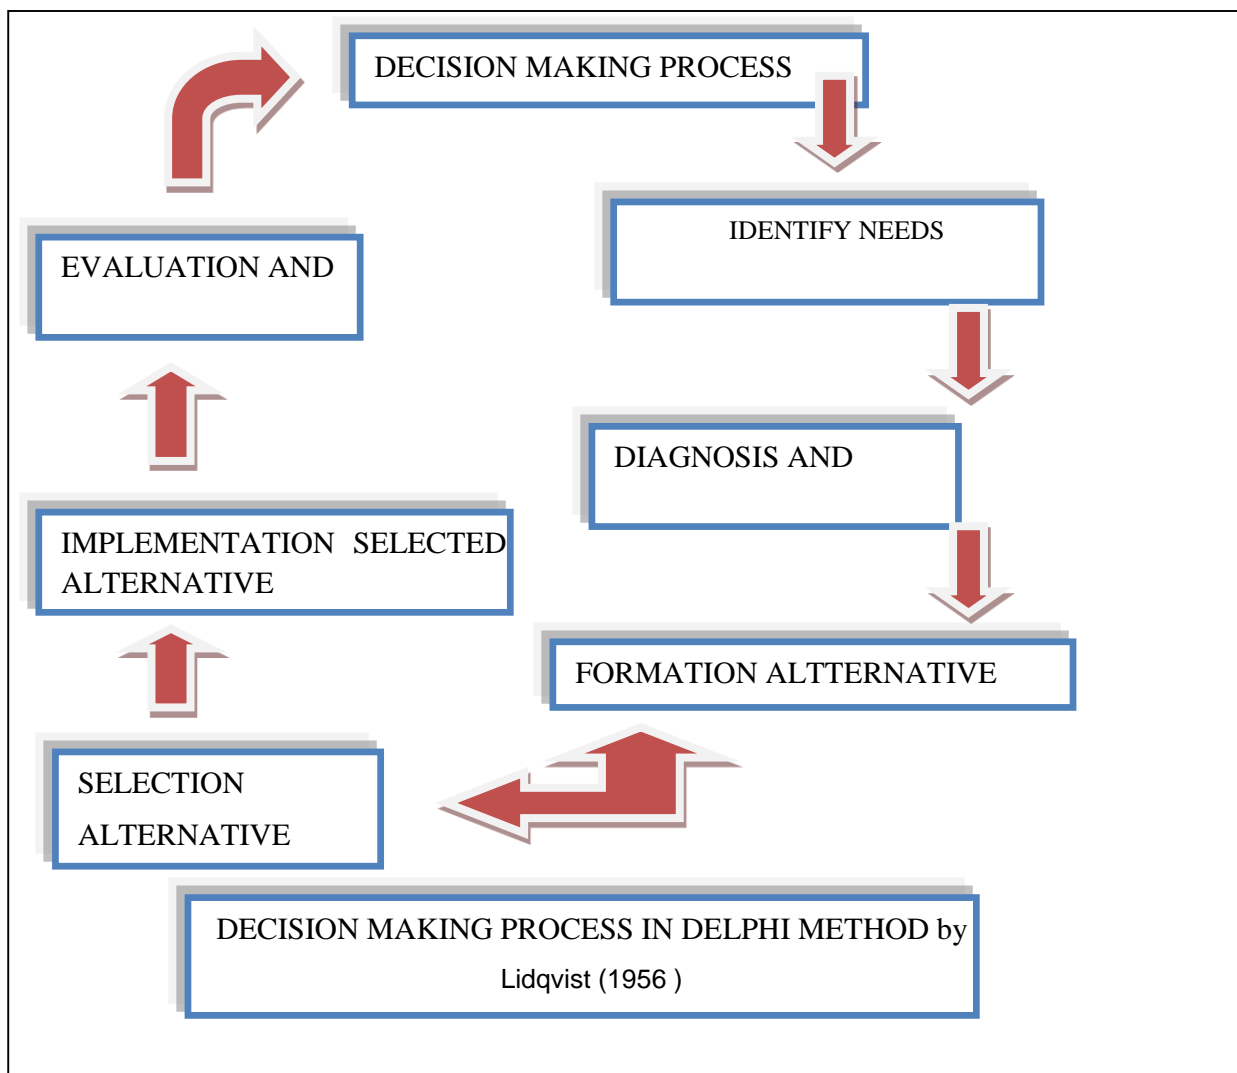 DECISION MAKING PROCESS
IDENTIFY NEEDS
DIAGNOSIS AND
FORMATION ALTTERNATIVE
SELECTION
ALTERNATIVE
IMPLEMENTATION SELECTED
ALTERNATIVE
EVALUATION AND
DECISION MAKING PROCESS IN DELPHI METHOD by
Lidqvist (1956 )